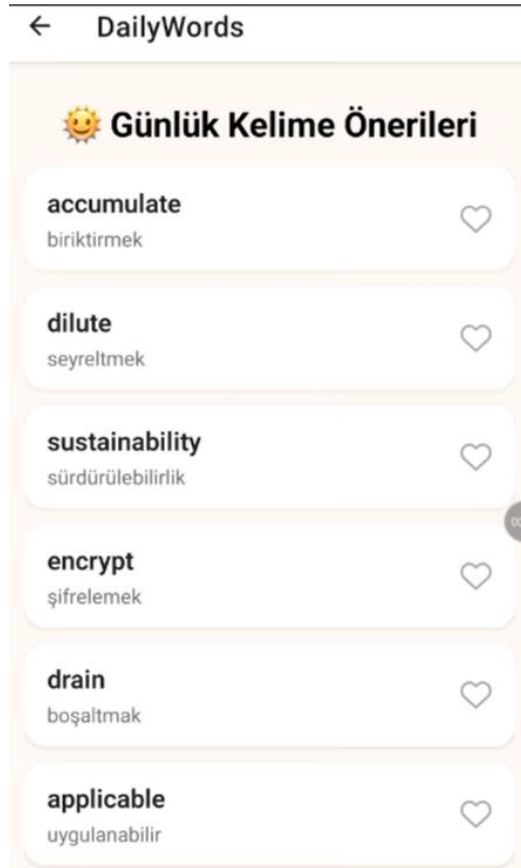 DailyWords
Günlük Kelime Önerileri
accumulate
biriktirmek
dilute
seyreltmek
sustainability
sürdürülebilirlik
encrypt
şifrelemek
drain
boşaltmak
applicable
uygulanabilir